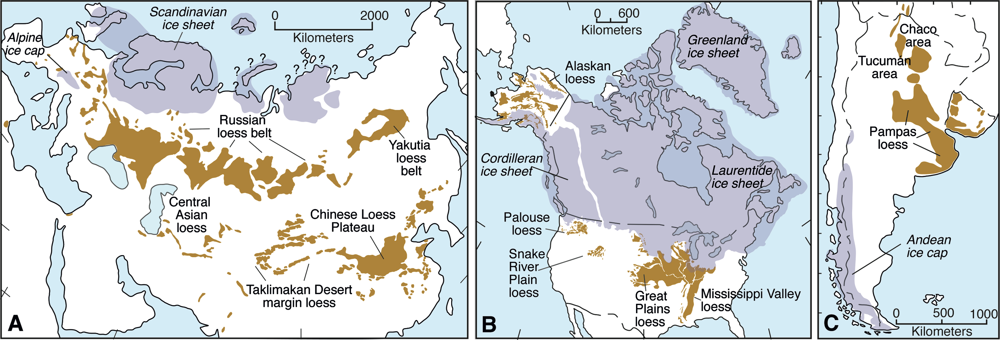 Scandinavian
ice sheet
Alpine
ice cap
0 2000
Kilometers
? ? ? ? ? ? ? ? ?
Russian
loess belt
Yakutia
loess
belt
Central
Asian
loess
Chinese Loess
Plateau
Taklimakan Desert
margin loess
A
0 600
Kilometers
Greenland
ice sheet
Alaskan
loess
Cordilleran
ice sheet
Laurentide
ice sheet
Palouse
loess
Snake
River
Plain
loess
Great
Plains
loess
Mississippi Valley
loess
B
Chaco
area
Tucumán
area
Pampas
loess
Andean
ice cap
0 500 1000
Kilometers
C